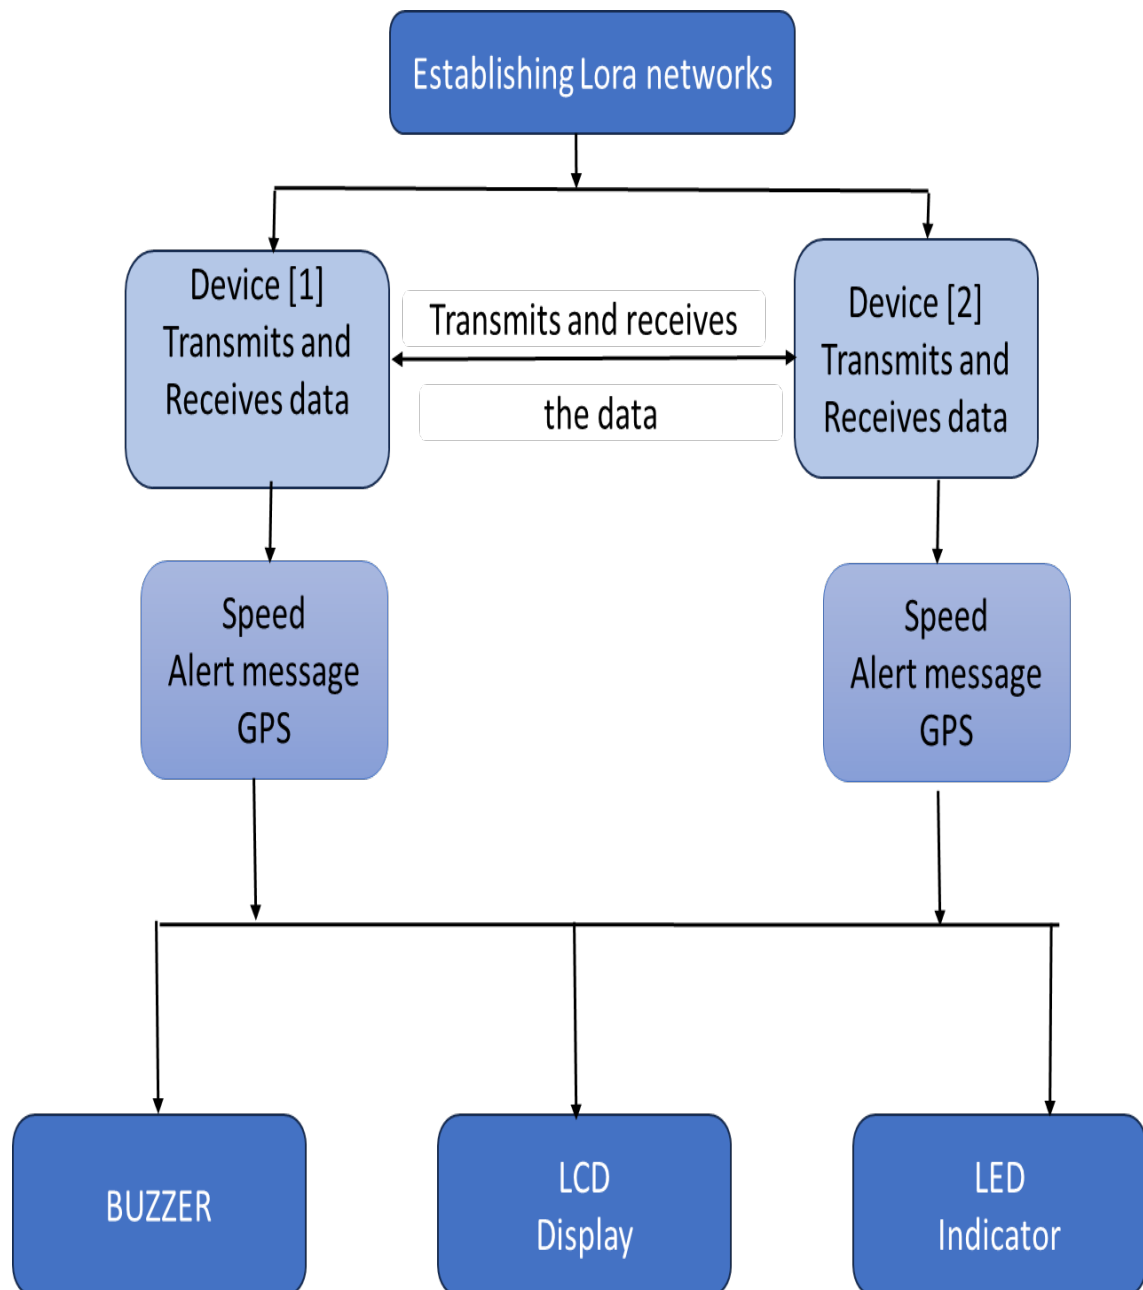 Establishing Lora networks
Device [1]
Transmits and
Receives data
Transmits and receives
the data
Device [2]
Transmits and
Receives data
Speed
Alert message
GPS
Speed
Alert message
GPS
BUZZER
LCD
Display
LED
Indicator